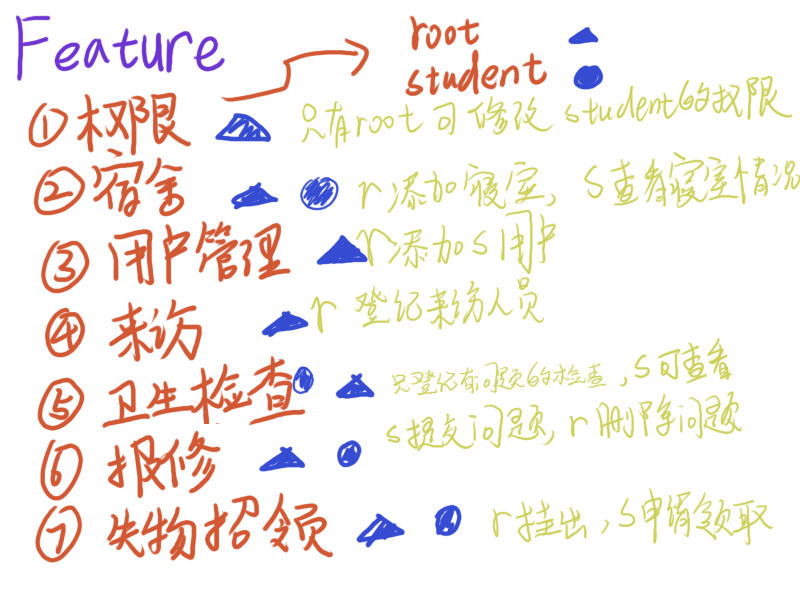 Feature
root
student
① 权限 只有root可修改student的权限
② 宿舍 r添加寝室，S查看寝室情况
③ 用户管理 r添加S用户
④ 来访 r 登记来访人员
⑤ 卫生检查 只登记有问题的检查，S可查看
⑥ 报修 S提交问题，r删除问题
⑦ 失物招领 r挂出，S申请领取